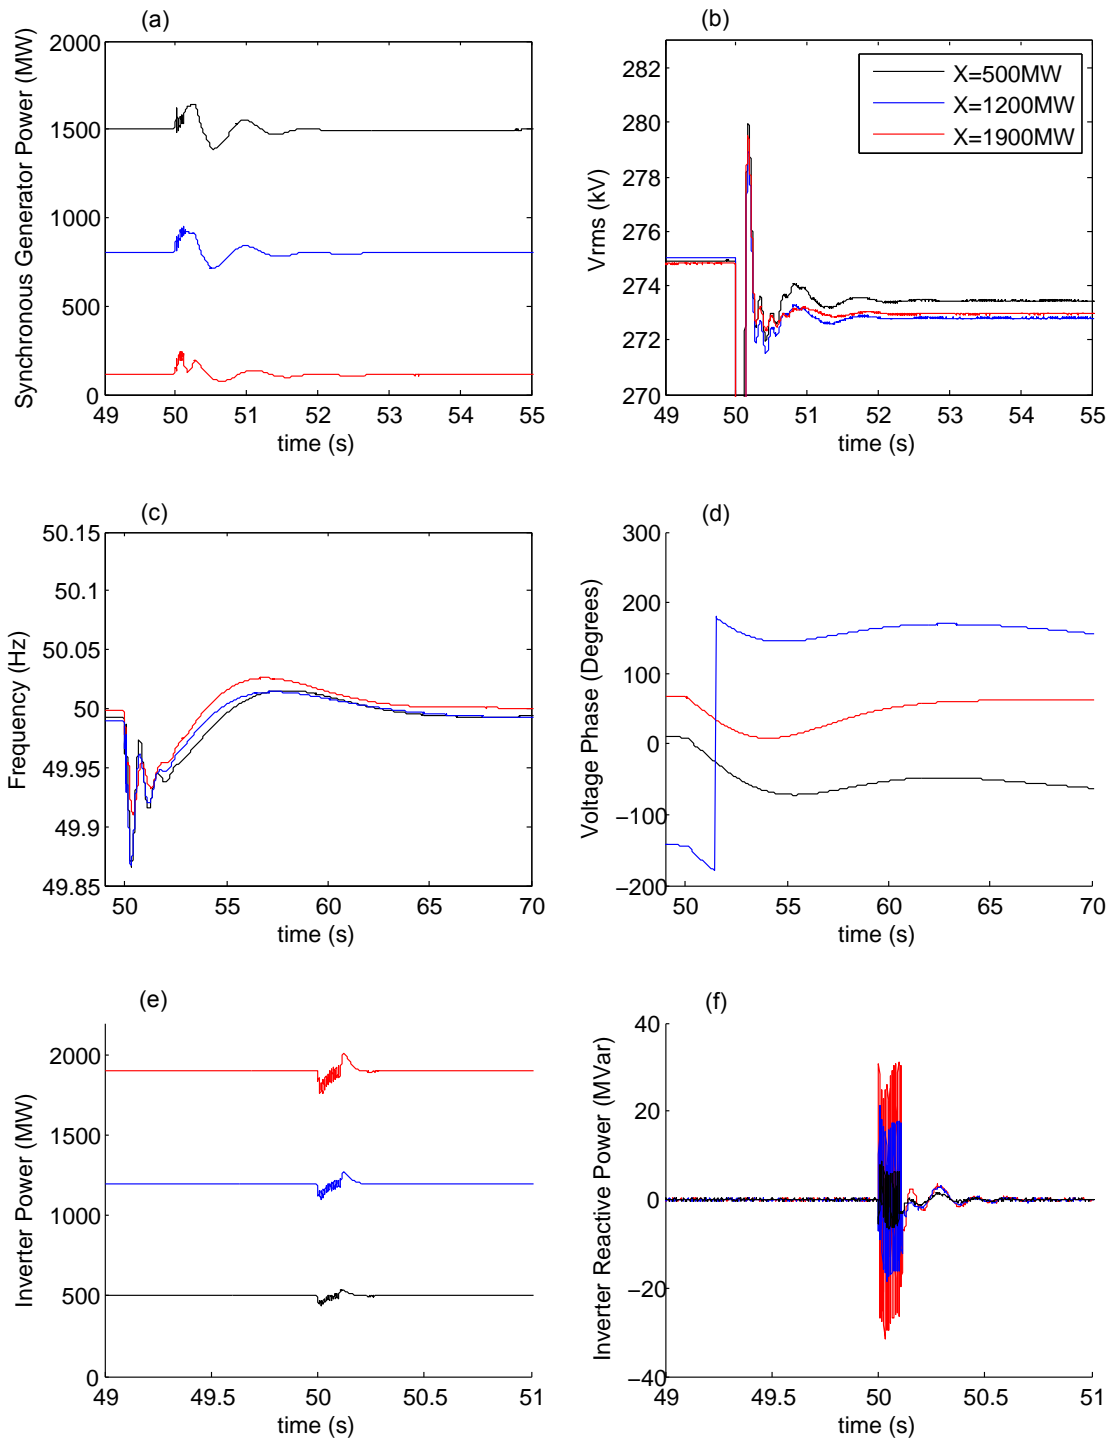 (a)
Synchronous Generator Power (MW)
2000
1500
1000
500
0
49 50 51 52 53 54 55
time (s)
(b)
Vrms (kV)
282
280
278
276
274
272
270
X=500MW
X=1200MW
X=1900MW
49 50 51 52 53 54 55
time (s)
(c)
Frequency (Hz)
50.15
50.1
50.05
50
49.95
49.9
49.85
50 55 60 65 70
time (s)
(d)
Voltage Phase (Degrees)
300
200
100
0
−100
−200
50 55 60 65 70
time (s)
(e)
Inverter Power (MW)
2000
1500
1000
500
0
49 49.5 50 50.5 51
time (s)
(f)
Inverter Reactive Power (MVar)
40
20
0
−20
−40
49 49.5 50 50.5 51
time (s)